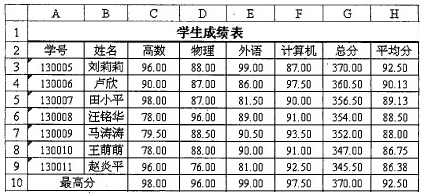 A B C D E F G H
1 学生成绩表
2 学号 姓名 高数 物理 外语 计算机 总分 平均分
3 130005 刘莉莉 96.00 88.00 99.00 87.00 370.00 92.50
4 130006 卢欣 90.00 87.00 86.00 97.50 360.50 90.13
5 130007 田小平 98.00 87.00 81.50 90.00 356.50 89.13
6 130008 汪铭华 78.00 96.00 89.00 91.00 354.00 88.50
7 130009 马涛涛 79.50 88.50 90.50 93.50 352.00 88.00
8 130010 王萌萌 78.00 88.00 90.00 91.00 347.00 86.75
9 130011 赵炎平 96.00 76.00 81.00 92.50 345.50 86.38
10 最高分 98.00 96.00 99.00 97.50 370.00 92.50